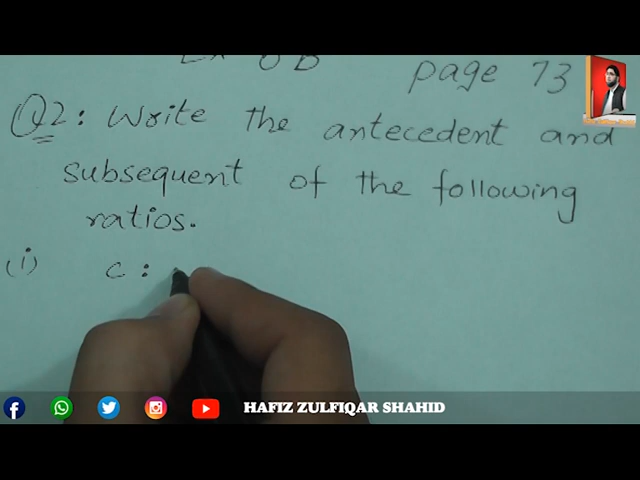 page 73
Q2: Write the antecedent and
subsequent of the following
ratios.
(i) c :
HAFIZ ZULFIQAR SHAHID